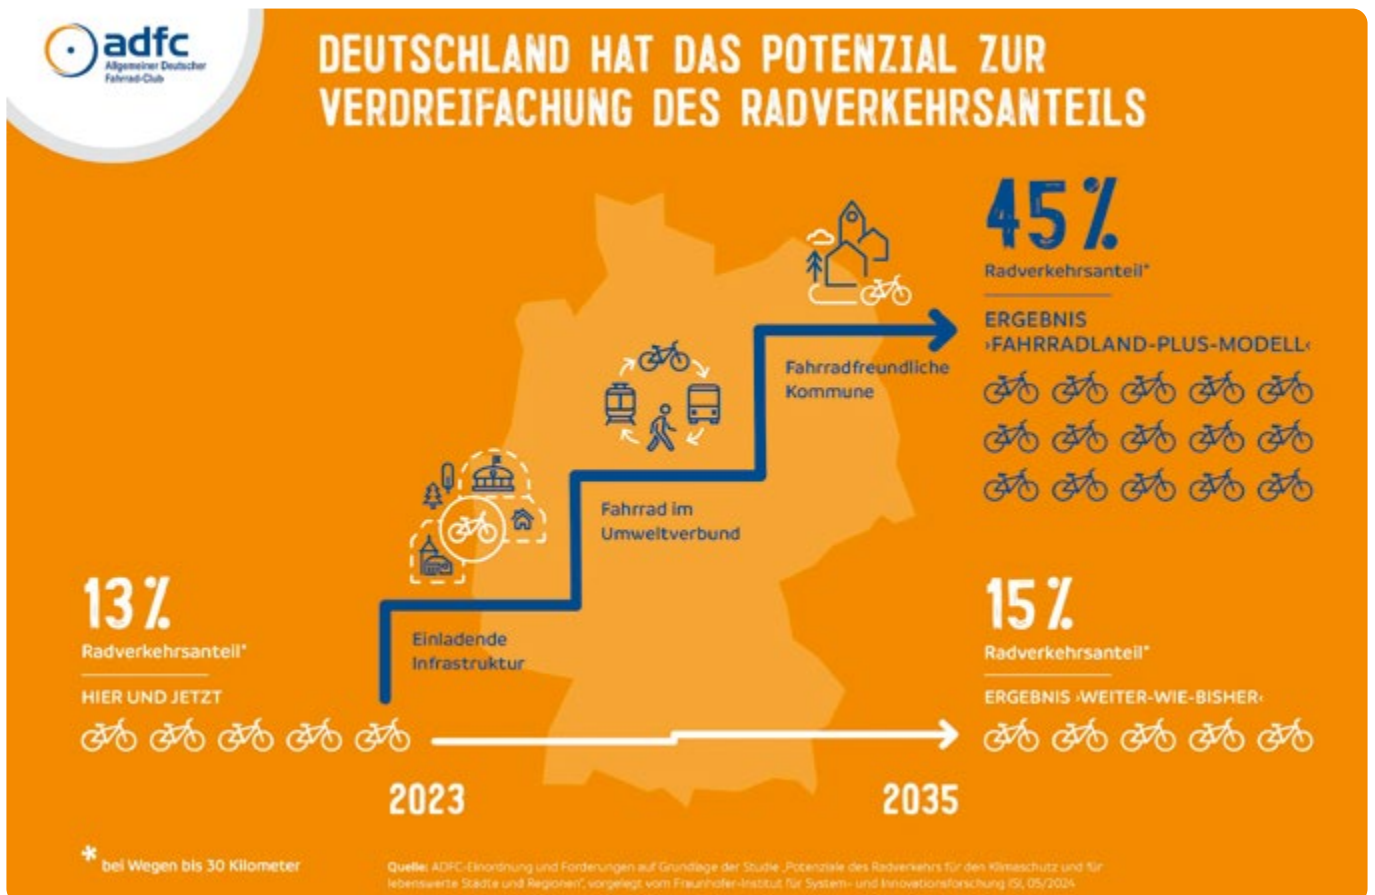 adfc
Allgemeiner Deutscher
Fahrrad-Club
DEUTSCHLAND HAT DAS POTENZIAL ZUR
VERDREIFACHUNG DES RADVERKEHRSANTEILS
45%
Radverkehrsanteil*
ERGEBNIS
›FAHRRADLAND-PLUS-MODELL‹
Fahrradfreundliche
Kommune
Fahrrad im
Umweltverbund
Einladende
Infrastruktur
13%
Radverkehrsanteil*
HIER UND JETZT
15%
Radverkehrsanteil*
ERGEBNIS ›WEITER-WIE-BISHER‹
2023
2035
* bei Wegen bis 30 Kilometer
Quelle: ADFC-Einordnung und Forderungen auf Grundlage der Studie „Potenziale des Radverkehrs für den Klimaschutz und für
lebenswerte Städte und Regionen“, vorgelegt vom Fraunhofer-Institut für System- und Innovationsforschung ISI, 05/2024